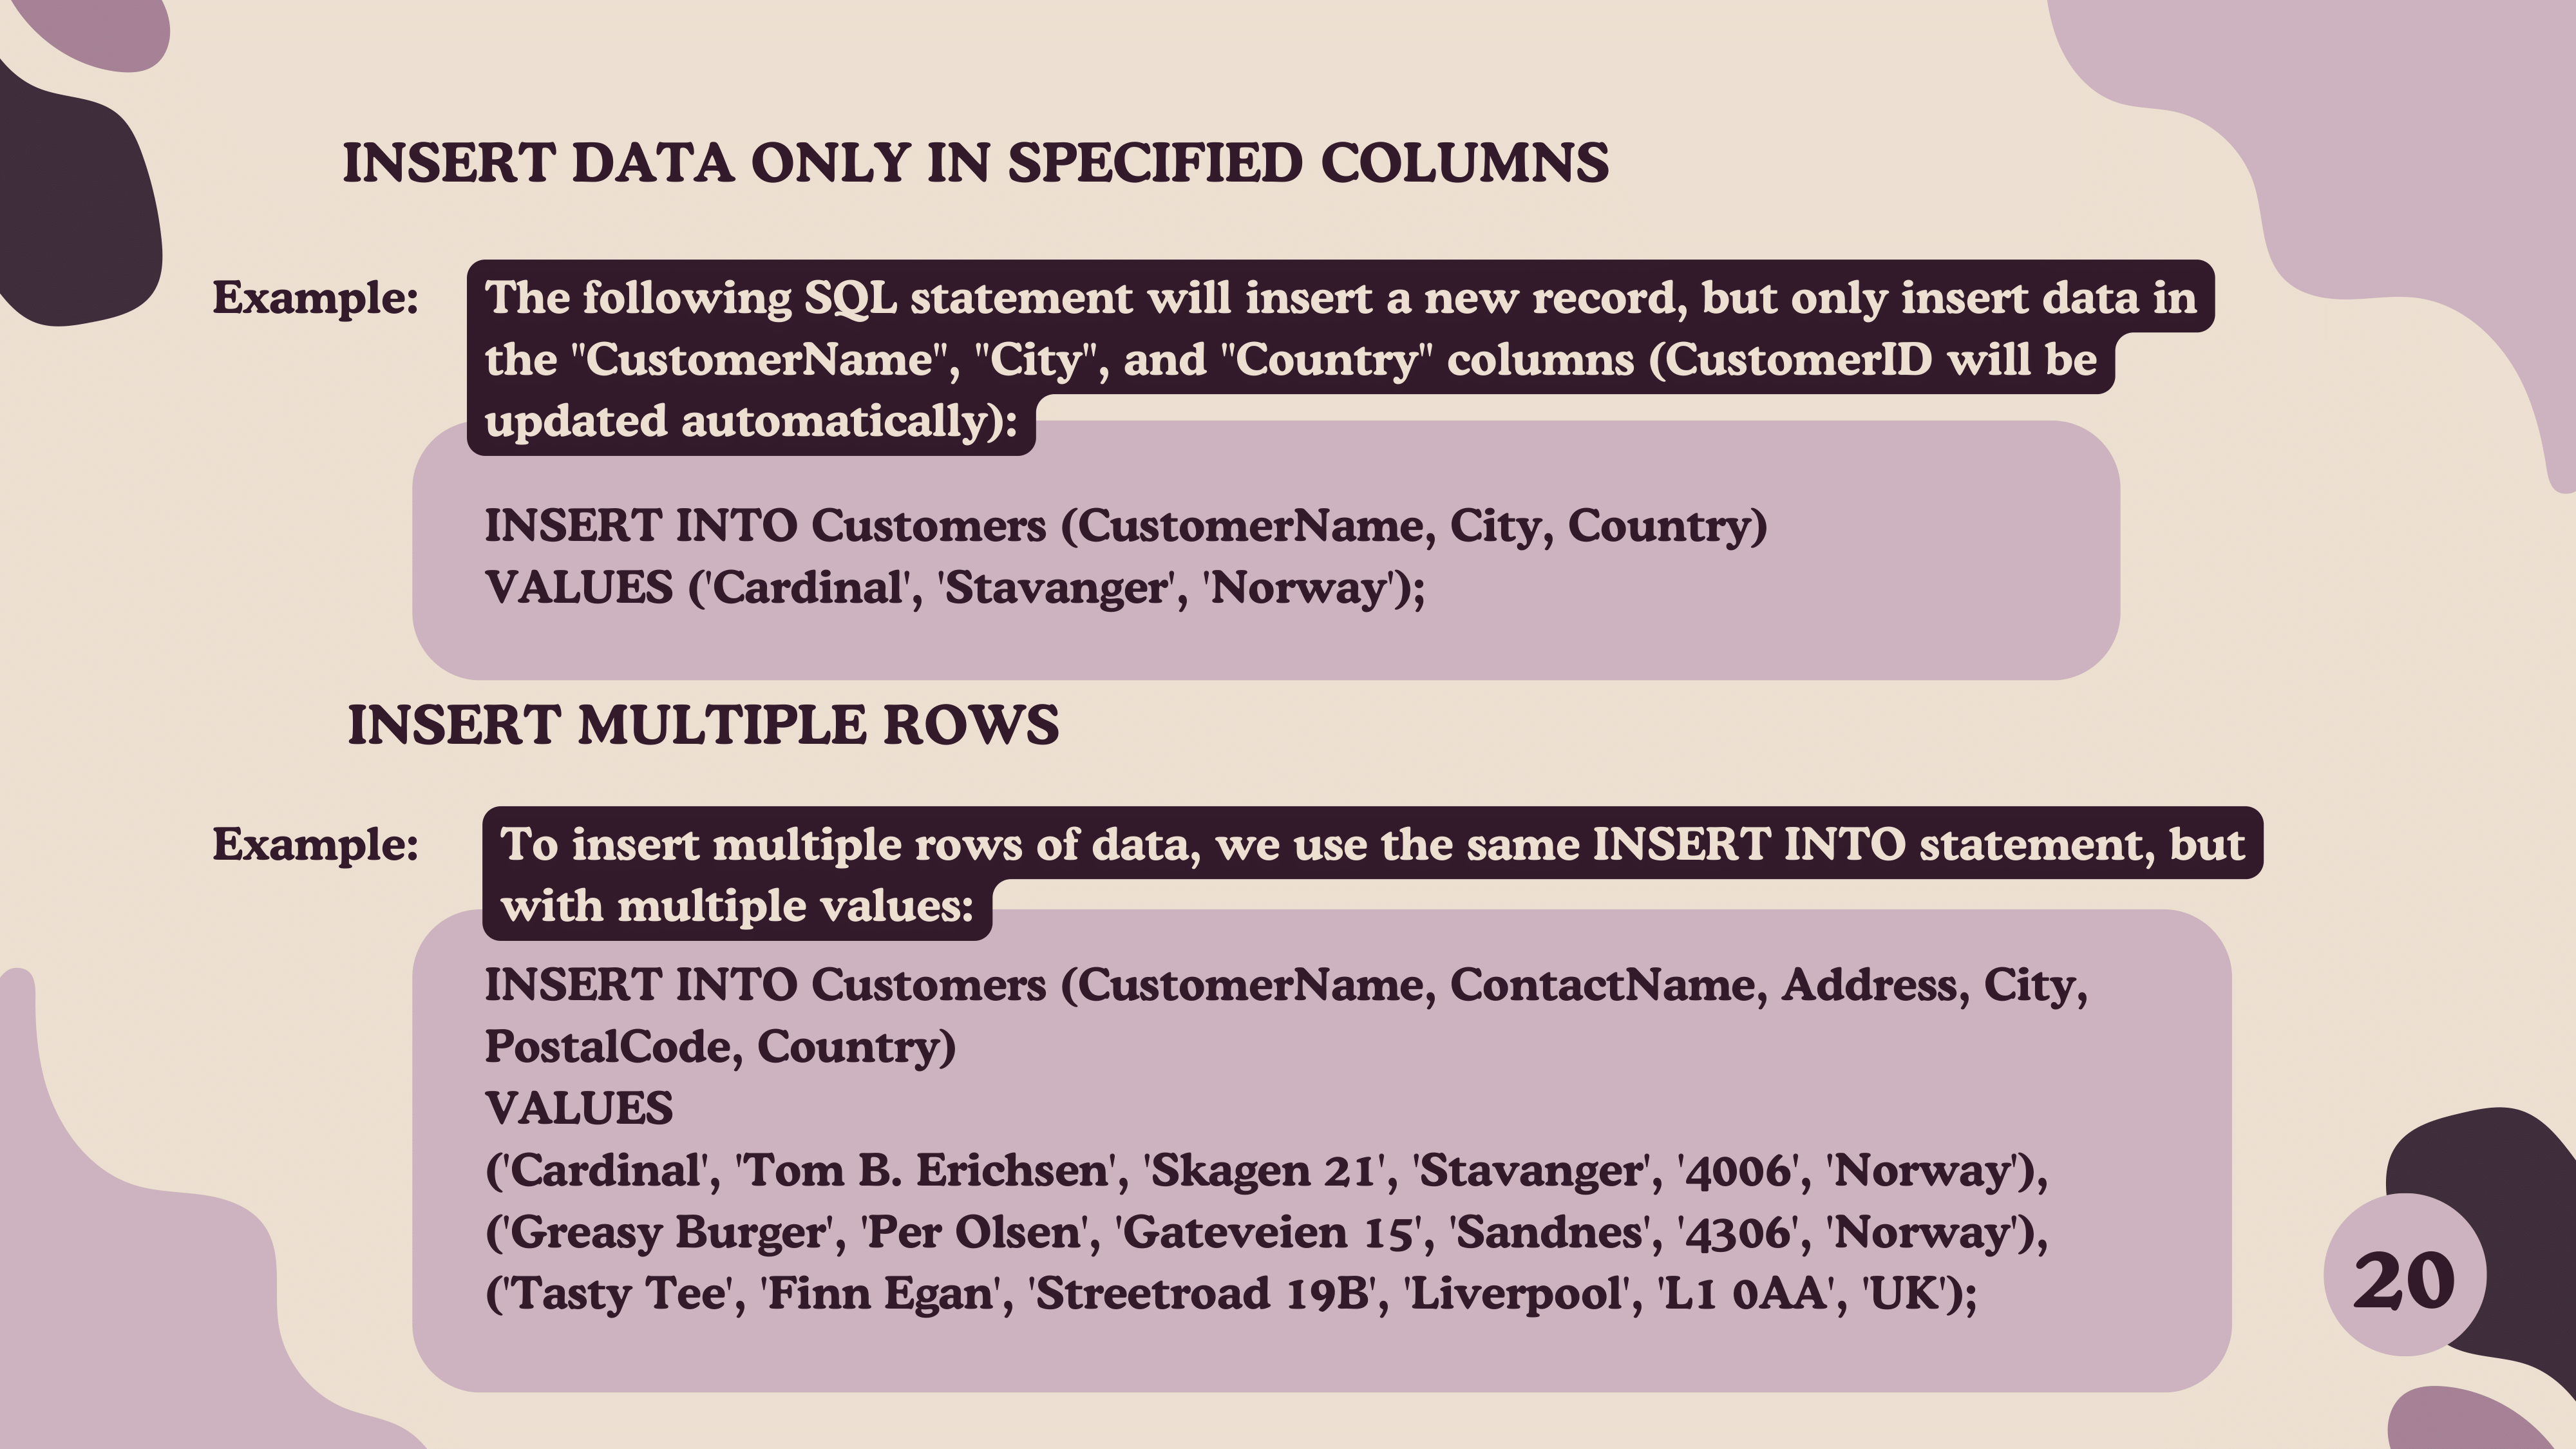 INSERT DATA ONLY IN SPECIFIED COLUMNS
Example:
The following SQL statement will insert a new record, but only insert data in
the "CustomerName", "City", and "Country" columns (CustomerID will be
updated automatically):
INSERT INTO Customers (CustomerName, City, Country)
VALUES ('Cardinal', 'Stavanger', 'Norway');
INSERT MULTIPLE ROWS
Example:
To insert multiple rows of data, we use the same INSERT INTO statement, but
with multiple values:
INSERT INTO Customers (CustomerName, ContactName, Address, City,
PostalCode, Country)
VALUES
('Cardinal', 'Tom B. Erichsen', 'Skagen 21', 'Stavanger', '4006', 'Norway'),
('Greasy Burger', 'Per Olsen', 'Gateveien 15', 'Sandnes', '4306', 'Norway'),
('Tasty Tee', 'Finn Egan', 'Streetroad 19B', 'Liverpool', 'L1 0AA', 'UK');
20